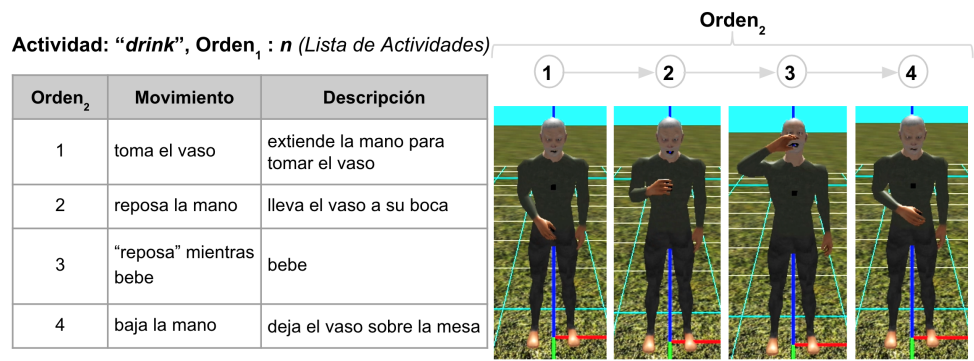 Actividad: “drink”, Orden1 : n (Lista de Actividades)
Orden2
1 2 3 4
Orden2 Movimiento Descripción
1 toma el vaso extiende la mano para
tomar el vaso
2 reposa la mano lleva el vaso a su boca
3 “reposa” mientras
bebe bebe
4 baja la mano deja el vaso sobre la mesa